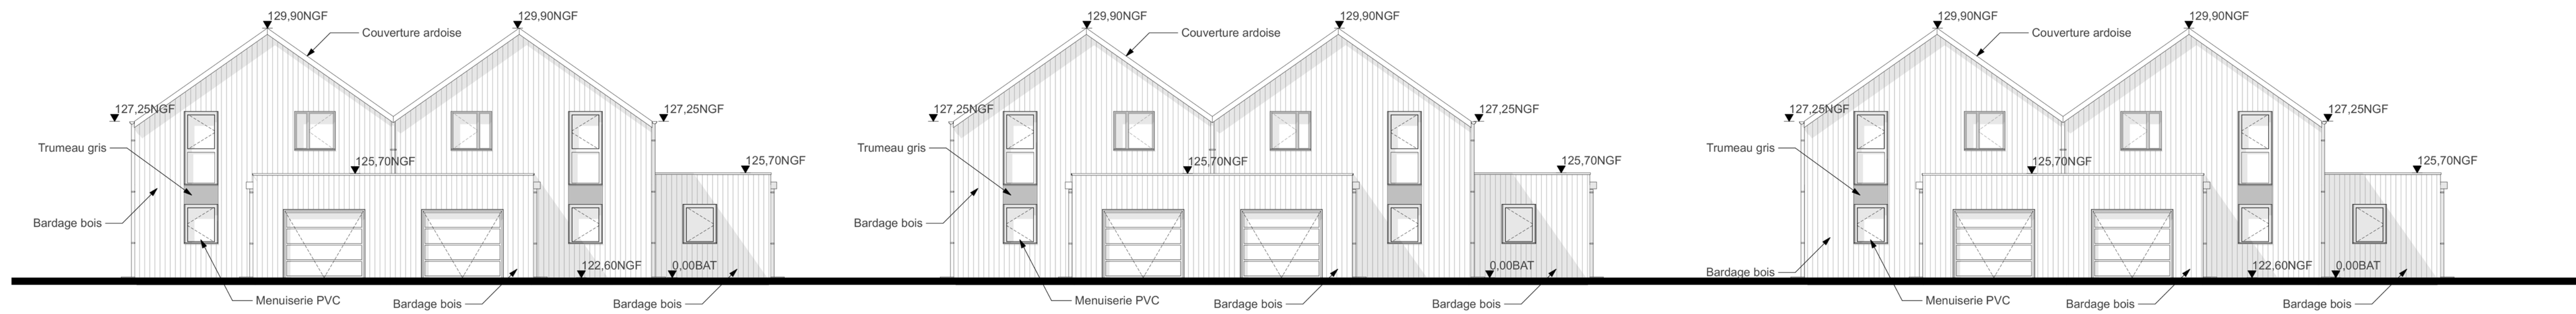 129,90NGF 129,90NGF 129,90NGF 129,90NGF 129,90NGF 129,90NGF
Couverture ardoise Couverture ardoise Couverture ardoise
127,25NGF 127,25NGF 127,25NGF 127,25NGF 127,25NGF 127,25NGF
Trumeau gris Trumeau gris Trumeau gris
125,70NGF 125,70NGF 125,70NGF 125,70NGF 125,70NGF 125,70NGF
Bardage bois Bardage bois
122,60NGF 0,00BAT 0,00BAT 122,60NGF 0,00BAT
Bardage bois
Menuiserie PVC Bardage bois Bardage bois Menuiserie PVC Bardage bois Bardage bois Menuiserie PVC Bardage bois Bardage bois